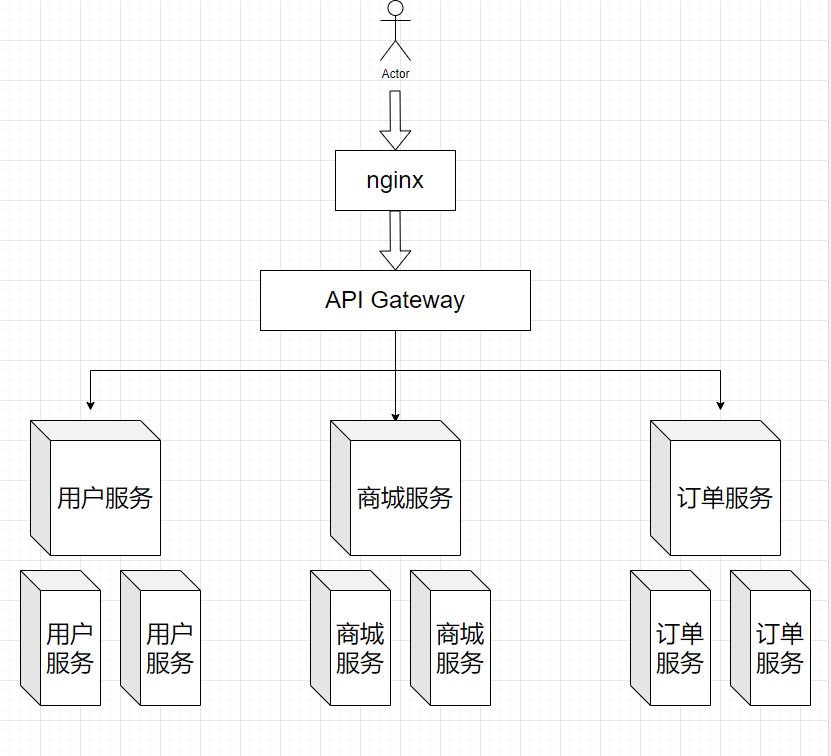 Actor
nginx
API Gateway
用户服务
商城服务
订单服务
用户
服务
用户
服务
商城
服务
商城
服务
订单
服务
订单
服务